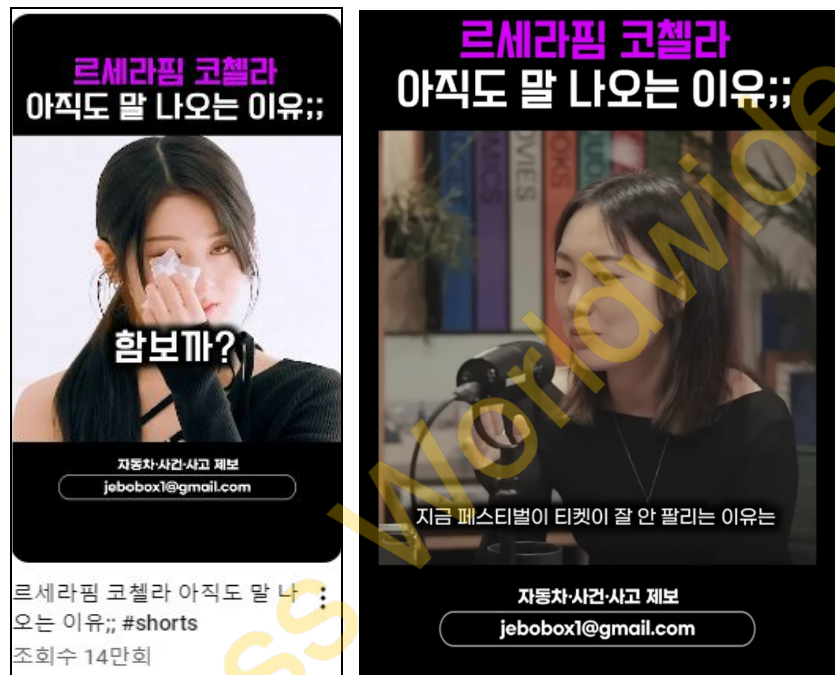 르세라핌 코첼라
아직도 말 나오는 이유;;
함보까?
자동차·사건·사고 제보
jebobox1@gmail.com
르세라핌 코첼라 아직도 말 나
오는 이유;; #shorts
조회수 14만회
르세라핌 코첼라
아직도 말 나오는 이유;;
MICS
MOVIES
OOKS
지금 페스티벌이 티켓이 잘 안 팔리는 이유는
자동차·사건·사고 제보
jebobox1@gmail.com
ss Worldwide